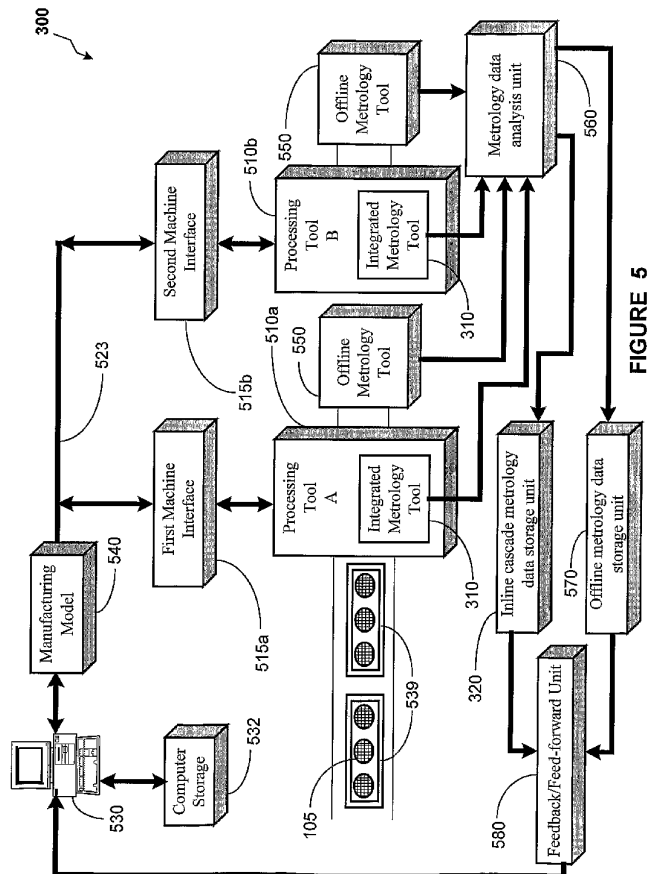 300
530
Computer
Storage
532
Manufacturing
Model
540
523
First Machine
Interface
515a
Second Machine
Interface
515b
105
539
Processing
Tool
A
Integrated
Metrology
Tool
310
510a
Offline
Metrology
Tool
550
Processing
Tool
B
Integrated
Metrology
Tool
310
510b
Offline
Metrology
Tool
550
Metrology data
analysis unit
560
Inline cascade metrology
data storage unit
320
Offline metrology data
storage unit
570
Feedback/Feed-forward Unit
580
FIGURE 5